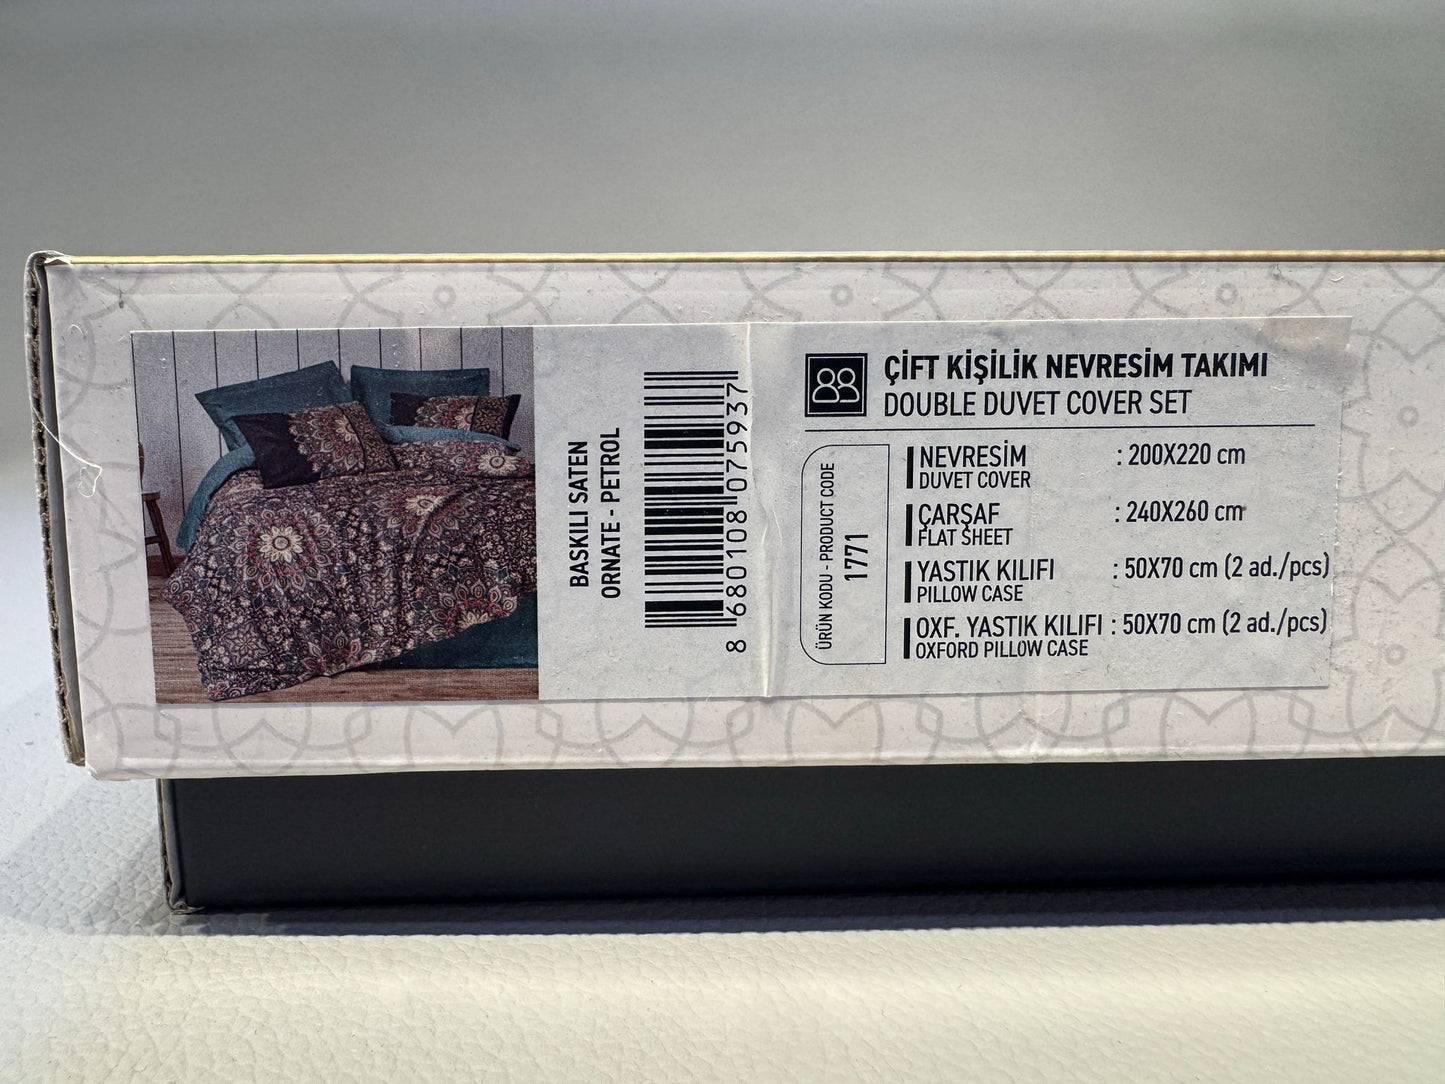 BASKILI SATEN
ORNATE - PETROL
8 680108 075937
ÇİFT KİŞİLİK NEVRESİM TAKIMI
DOUBLE DUVET COVER SET
ÜRÜN KODU - PRODUCT CODE
1771
NEVRESİM : 200X220 cm
DUVET COVER
ÇARŞAF : 240X260 cm
FLAT SHEET
YASTIK KILIFI : 50X70 cm (2 ad./pcs)
PILLOW CASE
OXF. YASTIK KILIFI : 50X70 cm (2 ad./pcs)
OXFORD PILLOW CASE